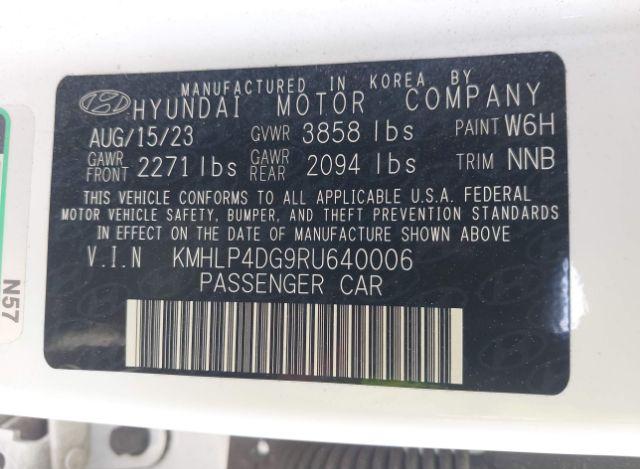 MANUFACTURED IN KOREA BY
HYUNDAI MOTOR COMPANY
AUG/15/23 GVWR 3858 lbs PAINT W6H
GAWR FRONT 2271 lbs GAWR REAR 2094 lbs TRIM NNB
THIS VEHICLE CONFORMS TO ALL APPLICABLE U.S.A. FEDERAL
MOTOR VEHICLE SAFETY, BUMPER, AND THEFT PREVENTION STANDARDS
IN EFFECT ON THE DATE OF MANUFACTURE SHOWN ABOVE.
V.I.N KMHLP4DG9RU640006
PASSENGER CAR
N57